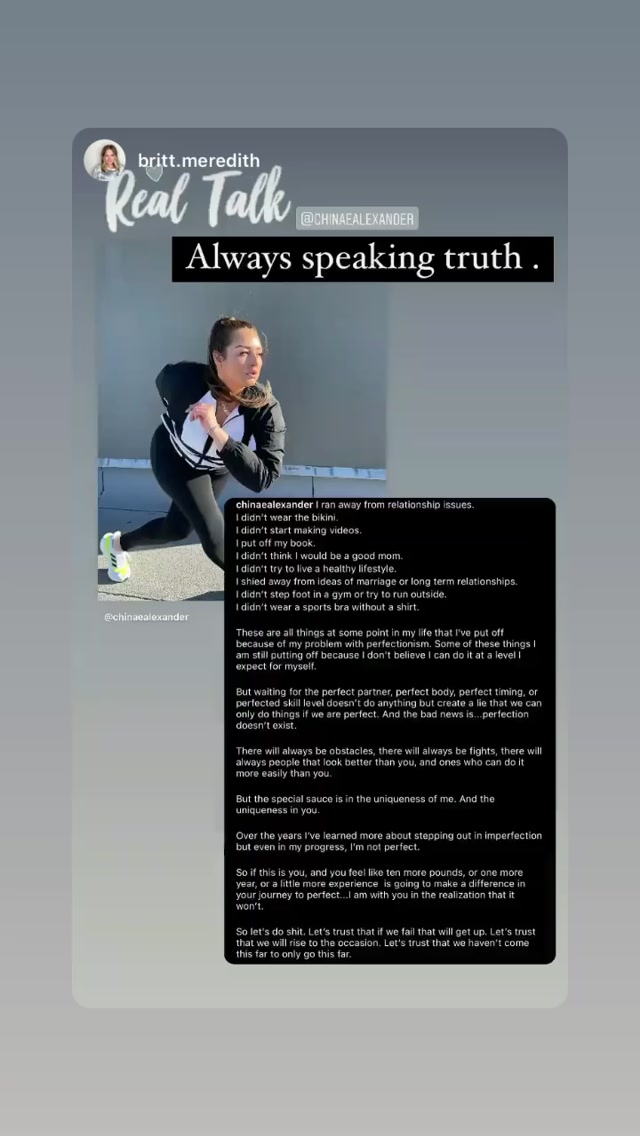 britt.meredith
Real Talk
@CHINAEALEXANDER
Always speaking truth .
@chinaealexander
chinaealexander I ran away from relationship issues.
I didn't wear the bikini.
I didn't start making videos.
I put off my book.
I didn't think I would be a good mom.
I didn't try to live a healthy lifestyle.
I shied away from ideas of marriage or long term relationships.
I didn't step foot in a gym or try to run outside.
I didn't wear a sports bra without a shirt.
These are all things at some point in my life that I've put off
because of my problem with perfectionism. Some of these things I
am still putting off because I don't believe I can do it at a level I
expect for myself.
But waiting for the perfect partner, perfect body, perfect timing, or
perfected skill level doesn't do anything but create a lie that we can
only do things if we are perfect. And the bad news is...perfection
doesn't exist.
There will always be obstacles, there will always be fights, there will
always people that look better than you, and ones who can do it
more easily than you.
But the special sauce is in the uniqueness of me. And the
uniqueness in you.
Over the years I've learned more about stepping out in imperfection
but even in my progress, I'm not perfect.
So if this is you, and you feel like ten more pounds, or one more
year, or a little more experience is going to make a difference in
your journey to perfect...I am with you in the realization that it
won't.
So let's do shit. Let's trust that if we fail that will get up. Let's trust
that we will rise to the occasion. Let's trust that we haven't come
this far to only go this far.